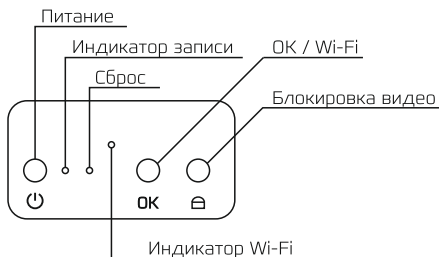 Питание
Индикатор записи
OK / Wi-Fi
Сброс
Блокировка видео
OK
Индикатор Wi-Fi